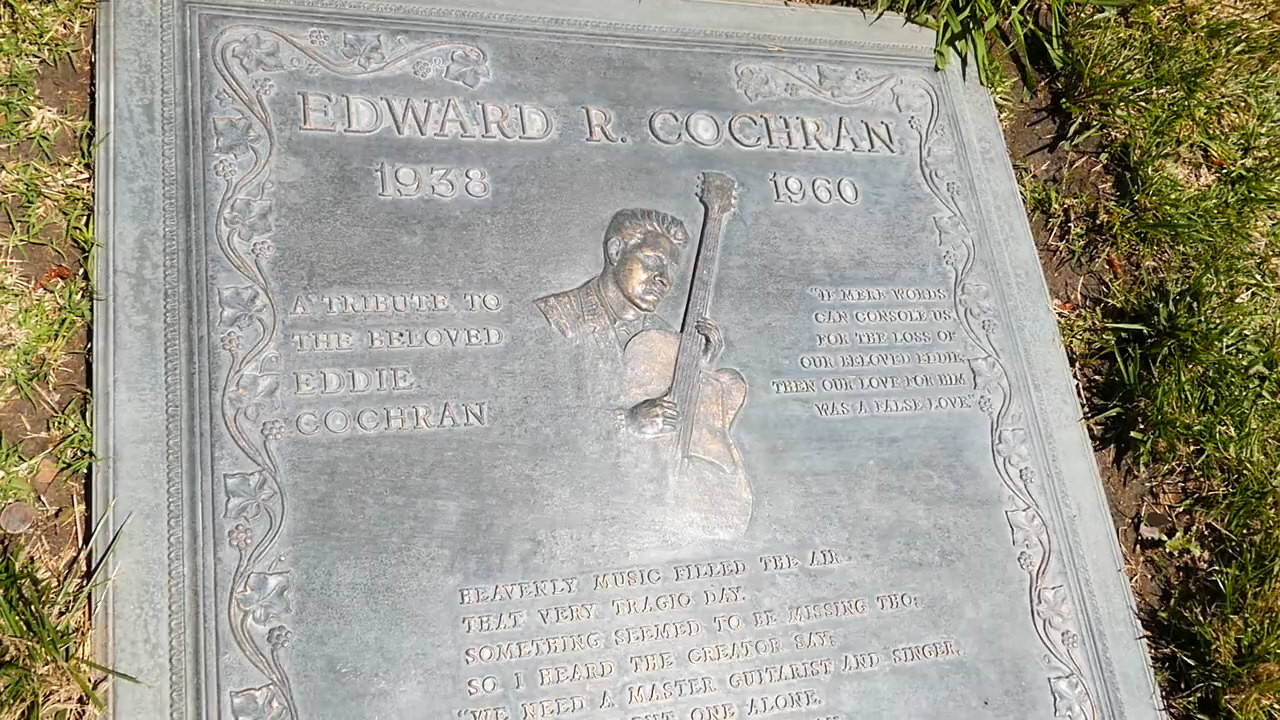 EDWARD R. COCHRAN
1938
1960
A TRIBUTE TO
THE BELOVED
EDDIE
COCHRAN
"IF MERE WORDS
CAN CONSOLE US
FOR THE LOSS OF
OUR BELOVED EDDIE,
THEN OUR LOVE FOR HIM
WAS A FALSE LOVE"
HEAVENLY MUSIC FILLED THE AIR
THAT VERY TRAGIC DAY.
SOMETHING SEEMED TO BE MISSING THO;
SO I HEARD THE CREATOR SAY:
"WE NEED A MASTER GUITARIST AND SINGER,
BUT ONE ALONE.